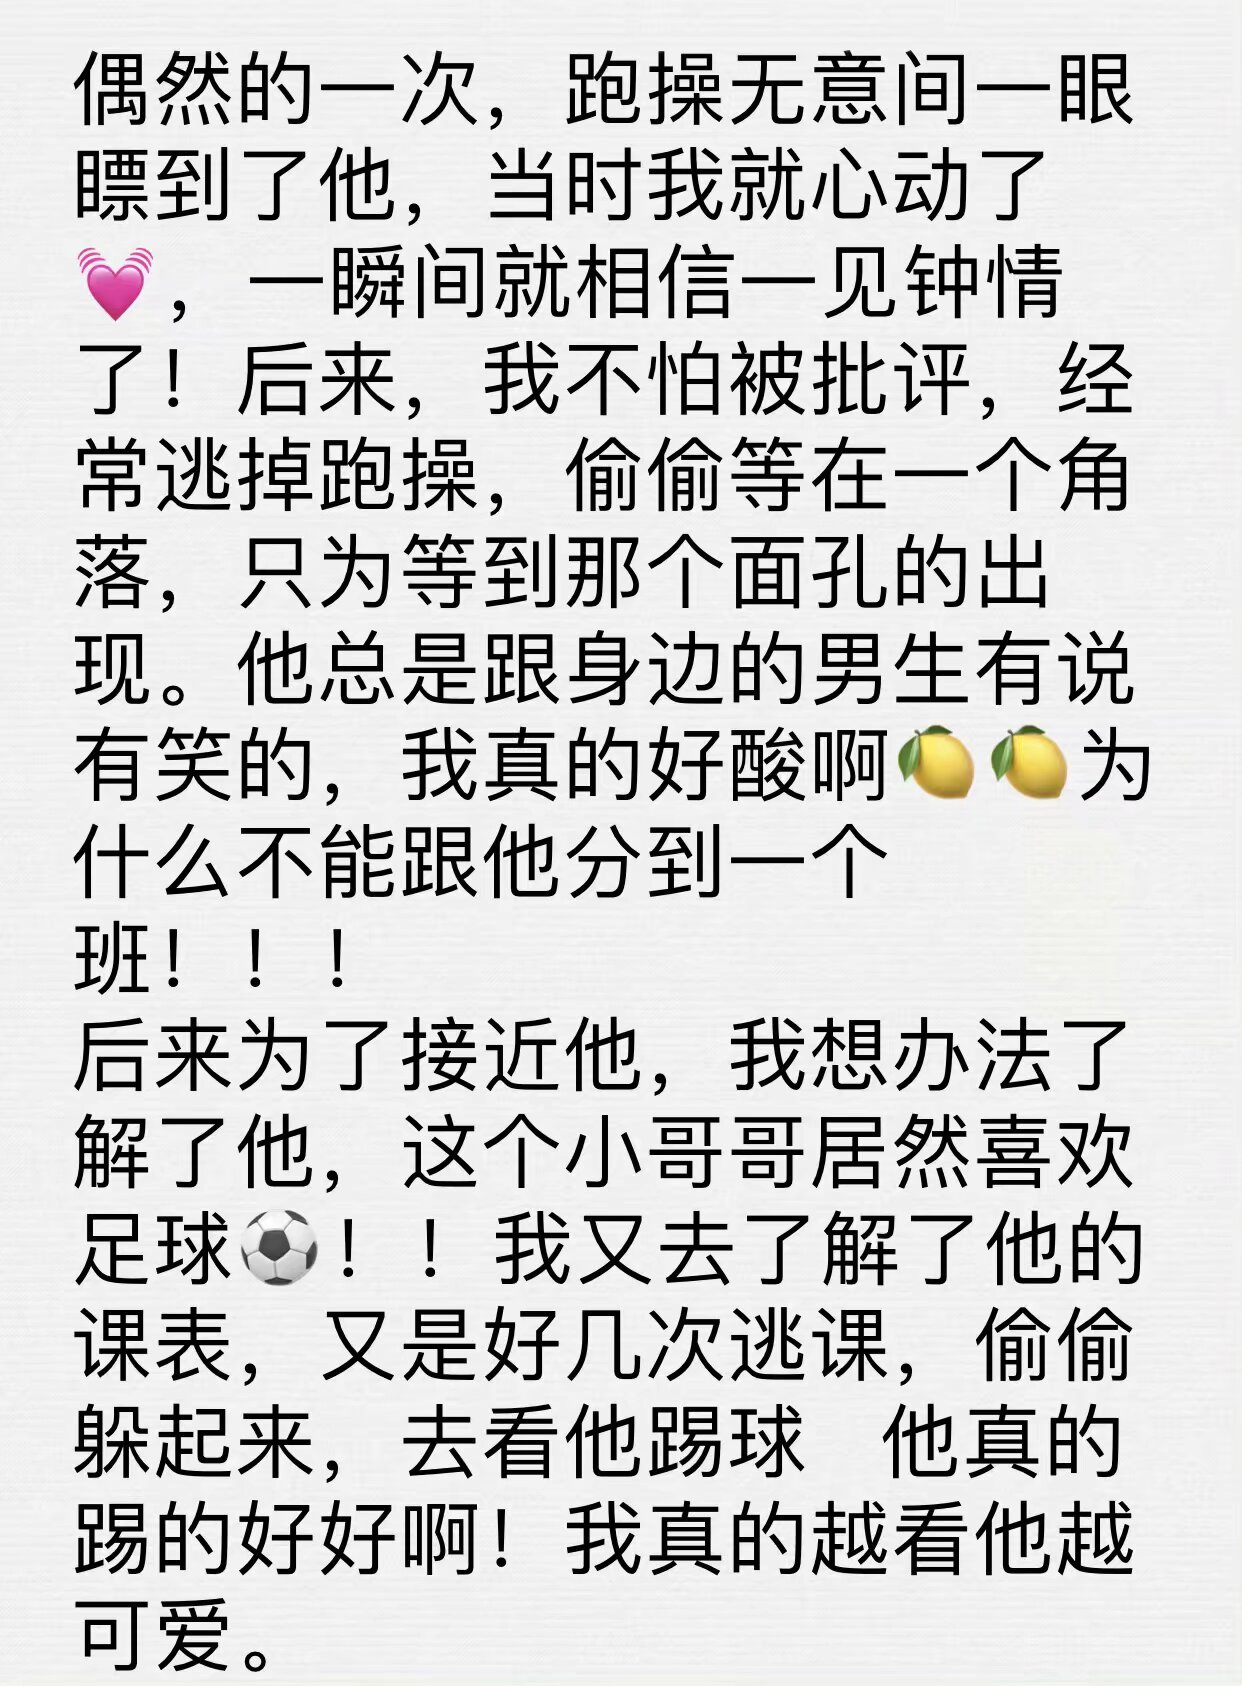 偶然的一次，跑操无意间一眼
瞟到了他，当时我就心动了
💓，一瞬间就相信一见钟情
了！后来，我不怕被批评，经
常逃掉跑操，偷偷等在一个角
落，只为等到那个面孔的出
现。他总是跟身边的男生有说
有笑的，我真的好酸啊🍋🍋为
什么不能跟他分到一个
班！！！
后来为了接近他，我想办法了
解了他，这个小哥哥居然喜欢
足球⚽！！我又去了解了他的
课表，又是好几次逃课，偷偷
躲起来，去看他踢球　他真的
踢的好好啊！我真的越看他越
可爱。